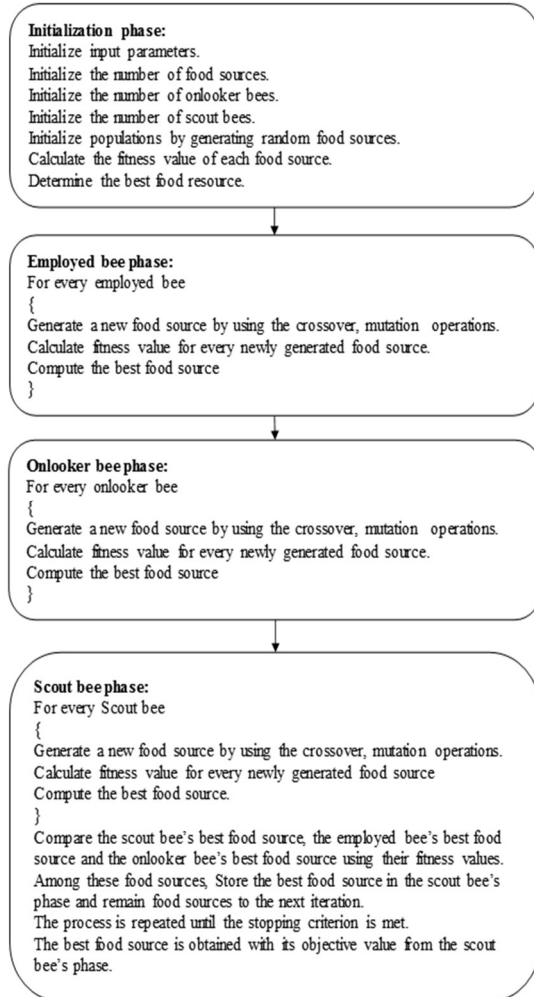 Initialization phase:
Initialize input parameters.
Initialize the number of food sources.
Initialize the number of onlooker bees.
Initialize the number of scout bees.
Initialize populations by generating random food sources.
Calculate the fitness value of each food source.
Determine the best food resource.
Employed bee phase:
For every employed bee
{
Generate a new food source by using the crossover, mutation operations.
Calculate fitness value for every newly generated food source.
Compute the best food source
}
Onlooker bee phase:
For every onlooker bee
{
Generate a new food source by using the crossover, mutation operations.
Calculate fitness value for every newly generated food source.
Compute the best food source
}
Scout bee phase:
For every Scout bee
{
Generate a new food source by using the crossover, mutation operations.
Calculate fitness value for every newly generated food source
Compute the best food source.
}
Compare the scout bee's best food source, the employed bee's best food
source and the onlooker bee's best food source using their fitness values.
Among these food sources, Store the best food source in the scout bee's
phase and remain food sources to the next iteration.
The process is repeated until the stopping criterion is met.
The best food source is obtained with its objective value from the scout
bee's phase.